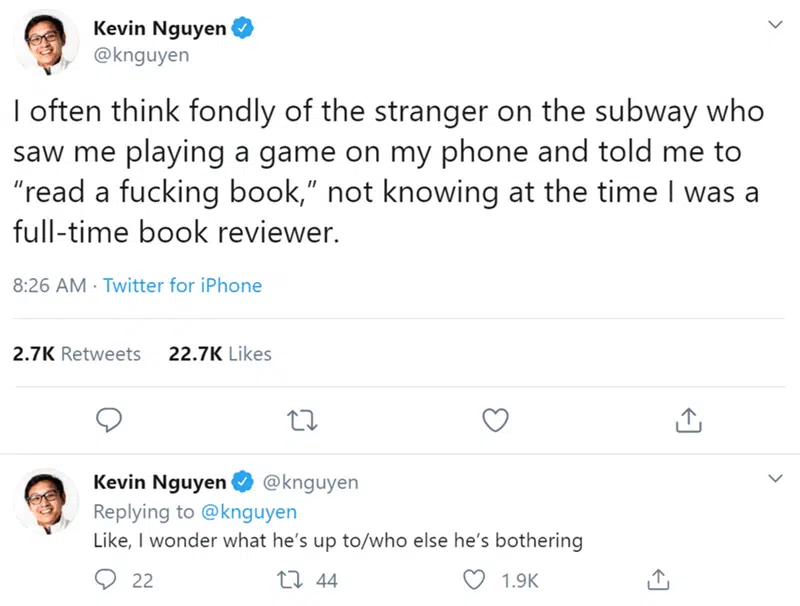 Kevin Nguyen
@knguyen
I often think fondly of the stranger on the subway who
saw me playing a game on my phone and told me to
“read a fucking book,” not knowing at the time I was a
full-time book reviewer.
8:26 AM · Twitter for iPhone
2.7K Retweets 22.7K Likes
Kevin Nguyen @knguyen
Replying to @knguyen
Like, I wonder what he’s up to/who else he’s bothering
22 44 1.9K